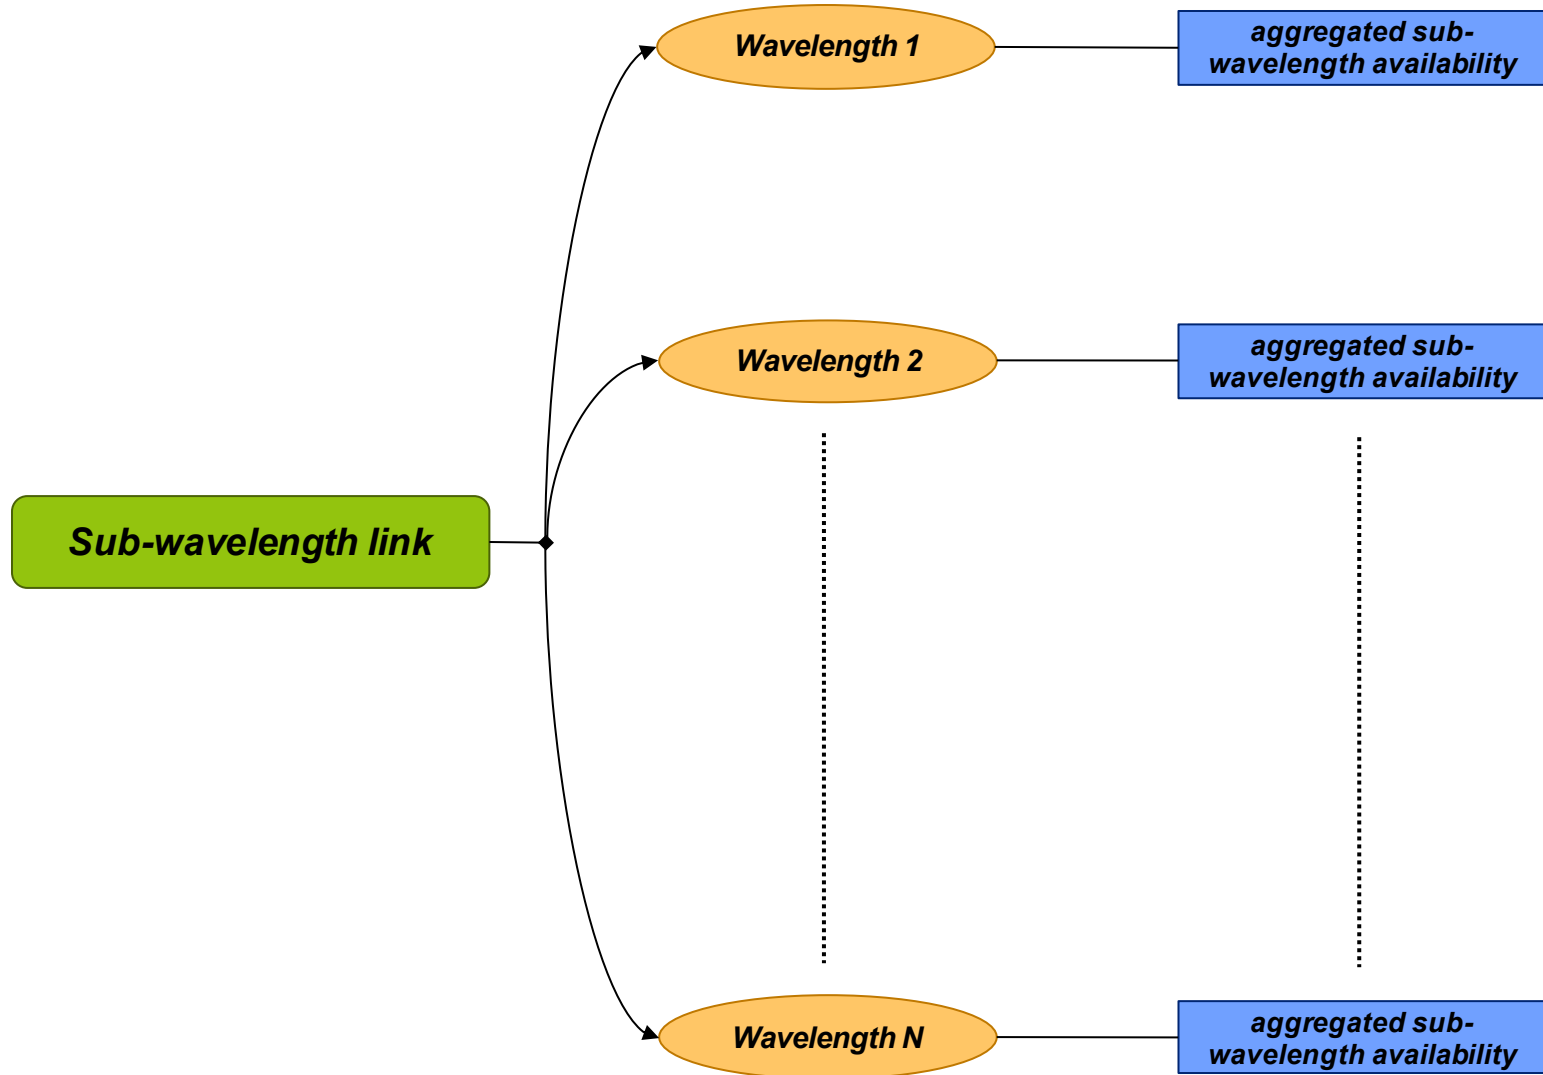 Wavelength 1
aggregated sub-
wavelength availability
Wavelength 2
aggregated sub-
wavelength availability
Sub-wavelength link
Wavelength N
aggregated sub-
wavelength availability